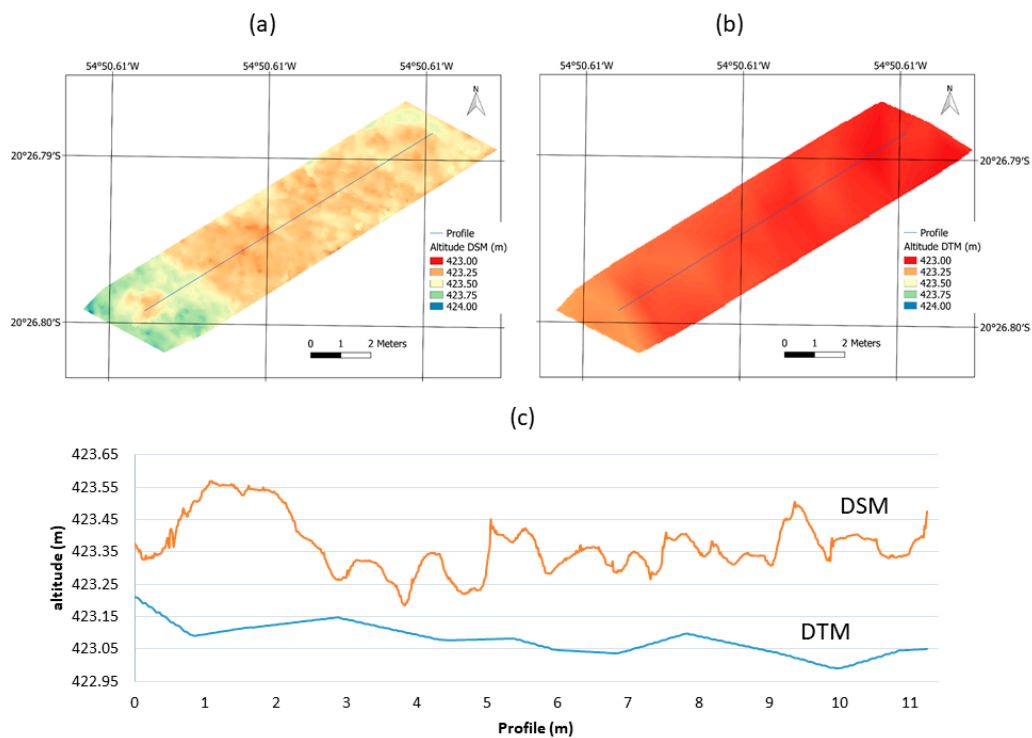 (a)
(b)
54°50.61'W 54°50.61'W 54°50.61'W
54°50.61'W 54°50.61'W 54°50.61'W
N
N
20°26.79'S
20°26.79'S
Profile
Altitude DSM (m)
423.00
423.25
423.50
423.75
424.00
Profile
Altitude DTM (m)
423.00
423.25
423.50
423.75
424.00
20°26.80'S
20°26.80'S
0 1 2 Meters
0 1 2 Meters
(c)
423.65
423.55
423.45
423.35
423.25
423.15
423.05
422.95
altitude (m)
DSM
DTM
0 1 2 3 4 5 6 7 8 9 10 11
Profile (m)